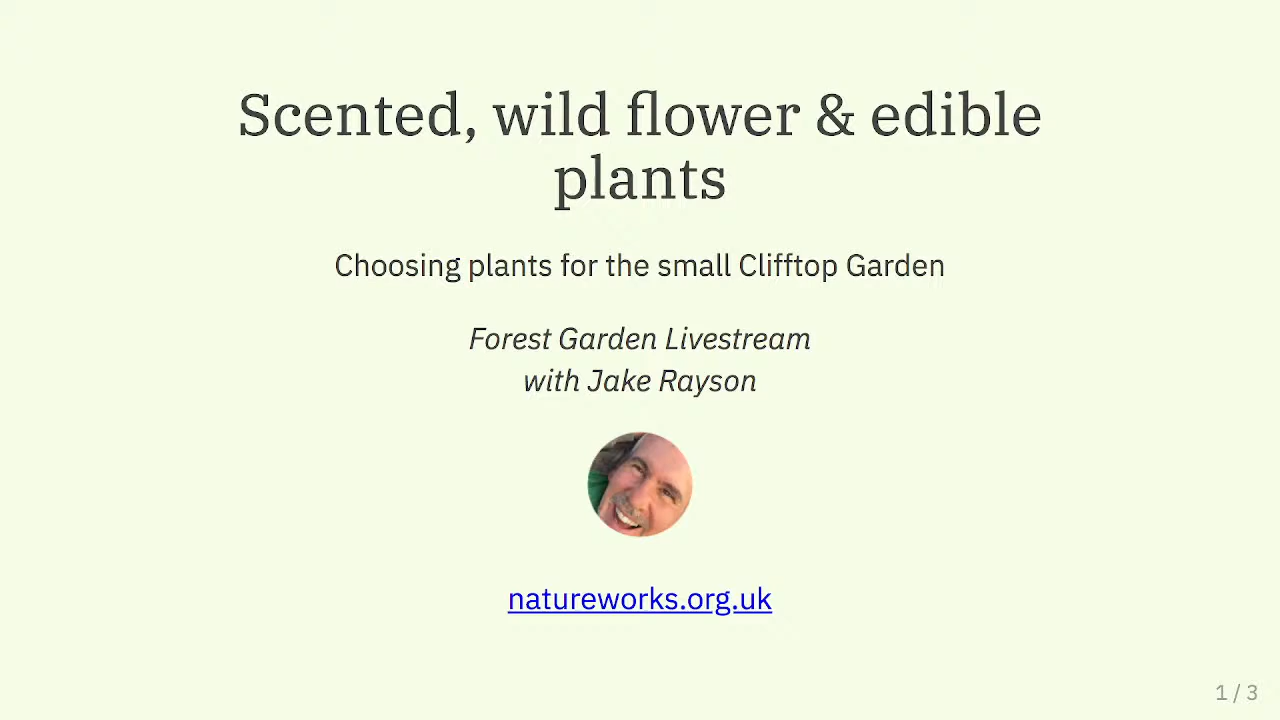 Scented, wild flower & edible
plants
Choosing plants for the small Clifftop Garden
Forest Garden Livestream
with Jake Rayson
natureworks.org.uk
1 / 3